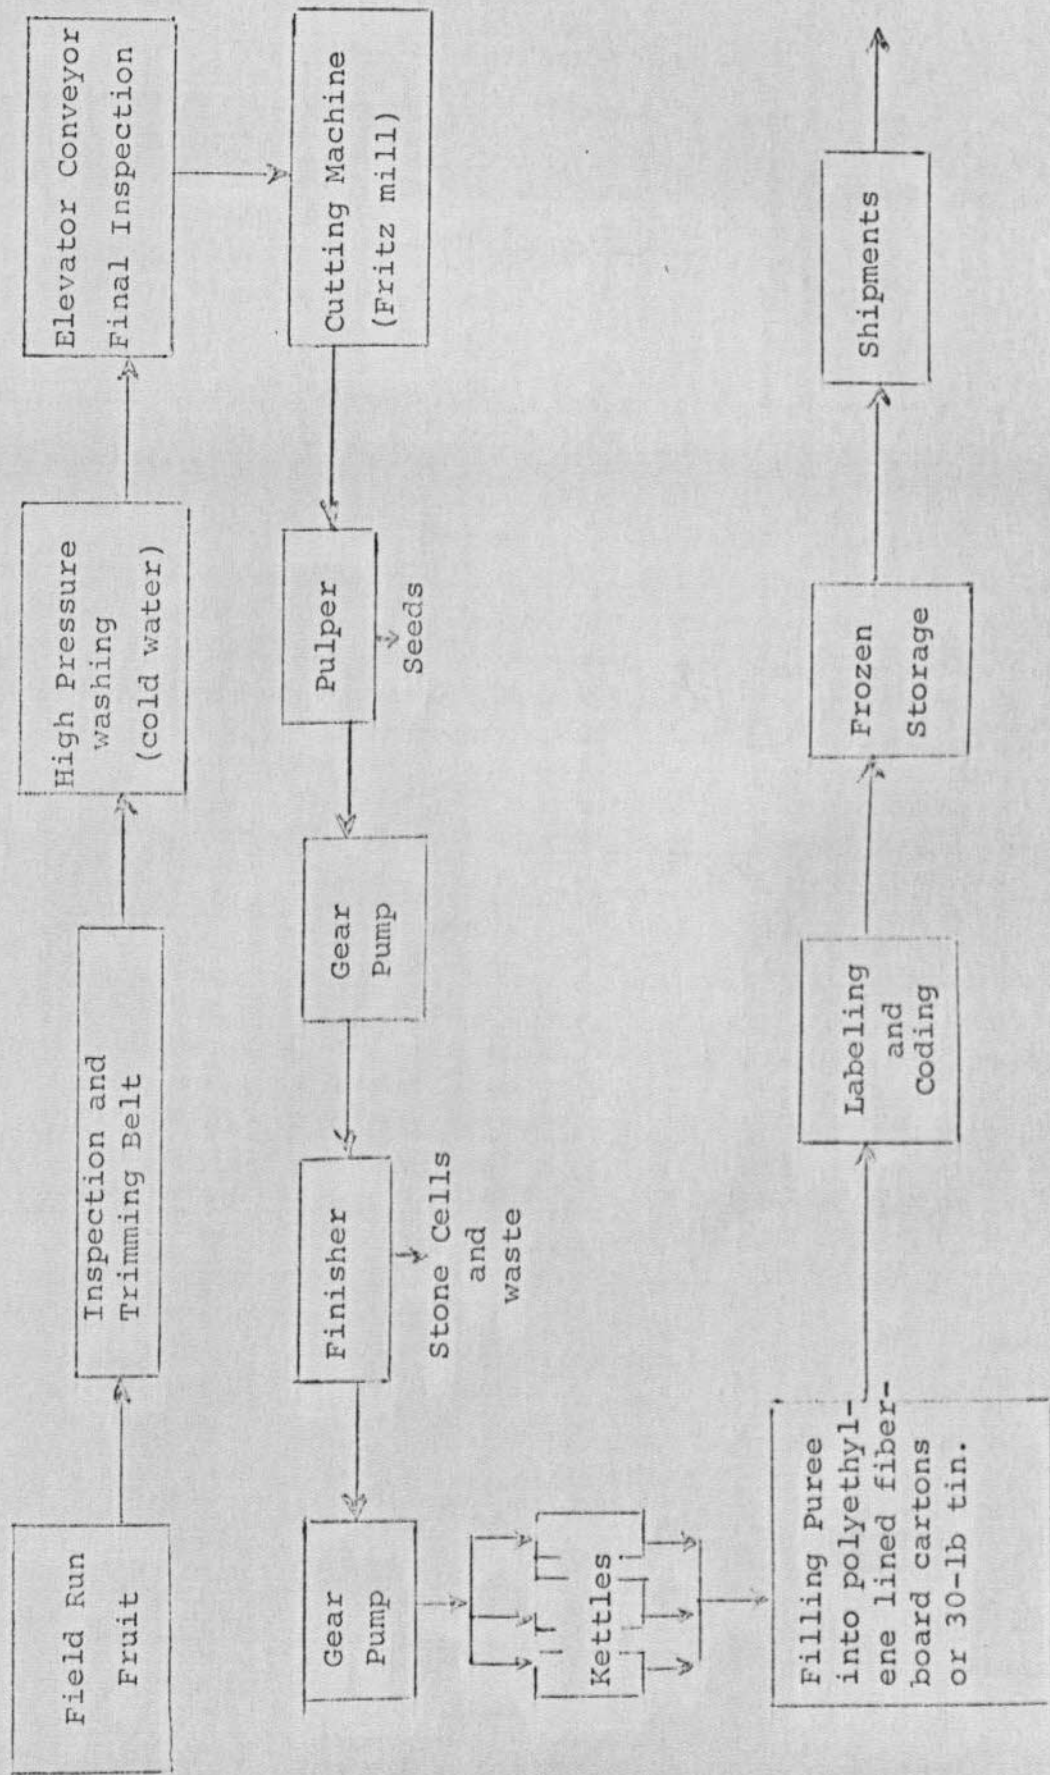 Field Run
Fruit
Inspection and
Trimming Belt
High Pressure
washing
(cold water)
Elevator Conveyor
Final Inspection
Cutting Machine
(Fritz mill)
Pulper
Seeds
Gear
Pump
Finisher
Stone Cells
and
waste
Gear
Pump
Kettles
Filling Puree
into polyethyl-
ene lined fiber-
board cartons
or 30-lb tin.
Labeling
and
Coding
Frozen
Storage
Shipments